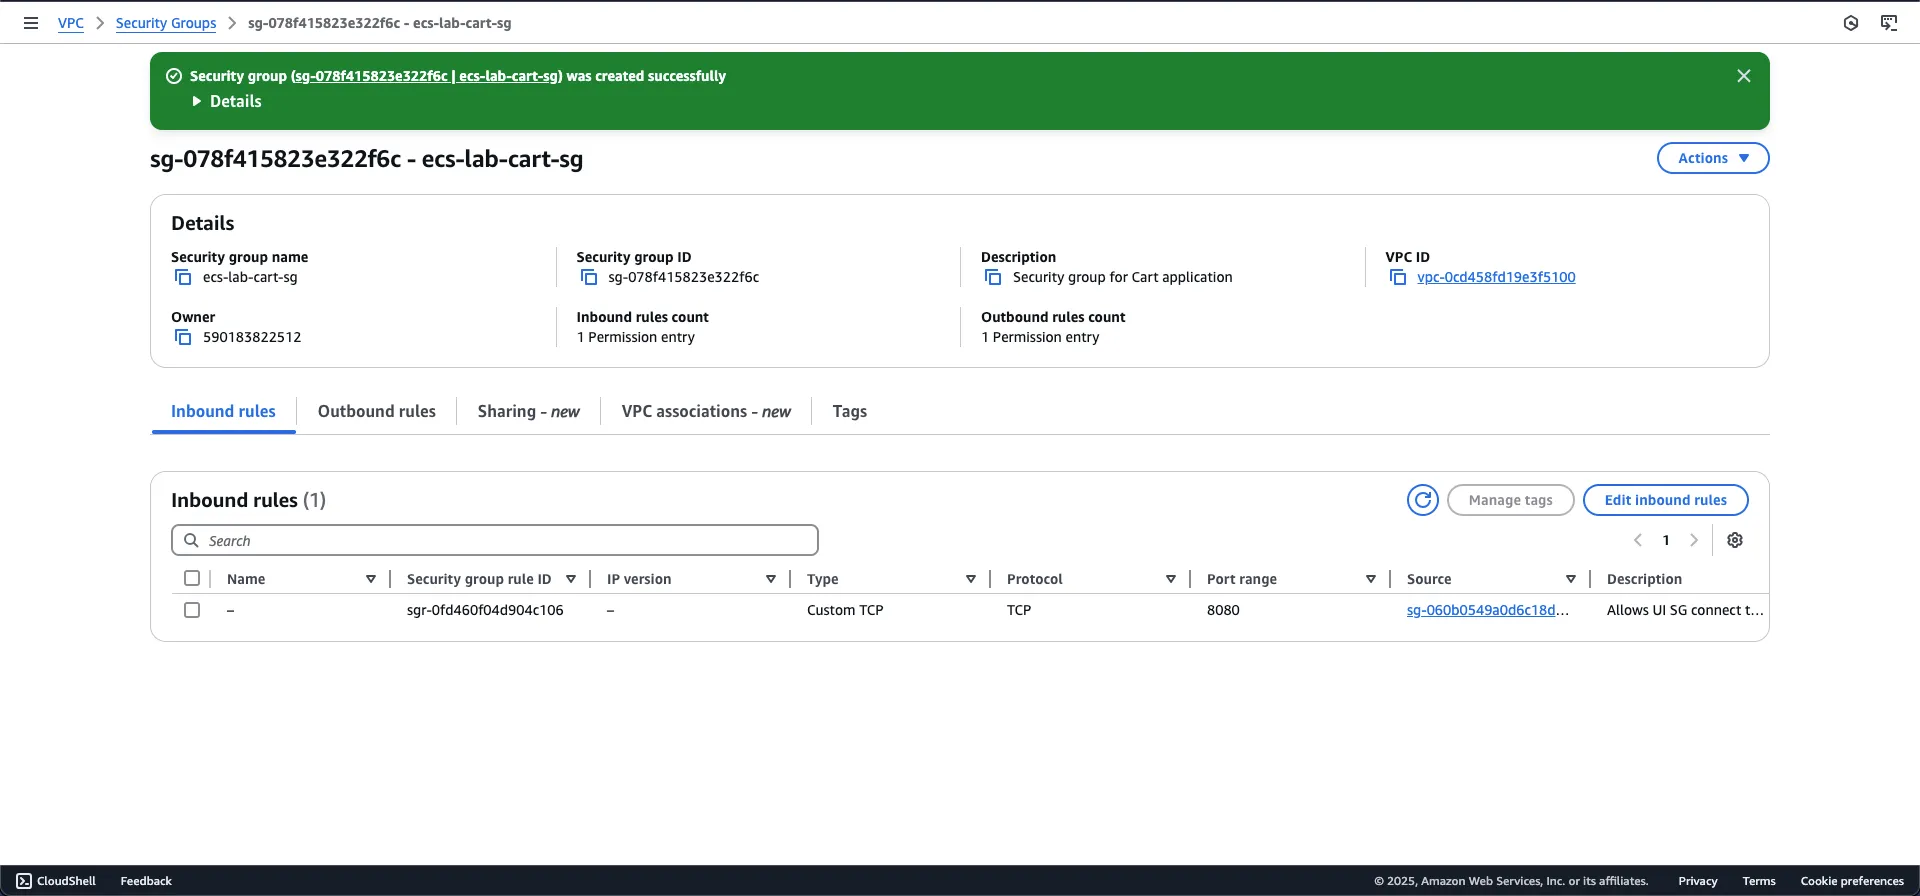 VPC > Security Groups > sg-078f415823e322f6c - ecs-lab-cart-sg
Security group (sg-078f415823e322f6c | ecs-lab-cart-sg) was created successfully
Details
sg-078f415823e322f6c - ecs-lab-cart-sg
Actions
Details
Security group name
ecs-lab-cart-sg
Security group ID
sg-078f415823e322f6c
Description
Security group for Cart application
VPC ID
vpc-0cd458fd19e3f5100
Owner
590183822512
Inbound rules count
1 Permission entry
Outbound rules count
1 Permission entry
Inbound rules Outbound rules Sharing - new VPC associations - new Tags
Inbound rules (1)
Manage tags Edit inbound rules
Search
1
Name Security group rule ID IP version Type Protocol Port range Source Description
– sgr-0fd460f04d904c106 – Custom TCP TCP 8080 sg-060b0549a0d6c18d... Allows UI SG connect t...
CloudShell Feedback © 2025, Amazon Web Services, Inc. or its affiliates. Privacy Terms Cookie preferences